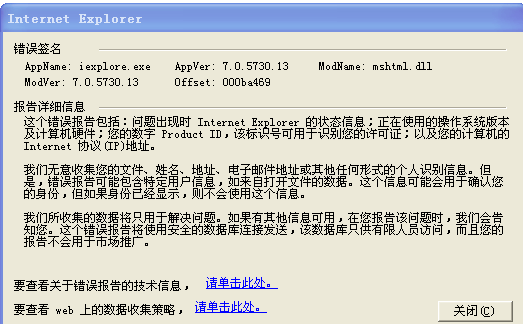 Internet Explorer
错误签名
AppName: iexplore.exe AppVer: 7.0.5730.13 ModName: mshtml.dll
ModVer: 7.0.5730.13 Offset: 000ba469
报告详细信息
这个错误报告包括：问题出现时 Internet Explorer 的状态信息；正在使用的操作系统版本
及计算机硬件；您的数字 Product ID，该标识号可用于识别您的许可证；以及您的计算机的
Internet 协议(IP)地址。
我们无意收集您的文件、姓名、地址、电子邮件地址或其他任何形式的个人识别信息。但
是，错误报告可能包含特定用户信息，如来自打开文件的数据。这个信息可能会用于确认您
的身份，但如果身份已经显示，则不会使用这个信息。
我们所收集的数据将只用于解决问题。如果有其他信息可用，在您报告该问题时，我们会告
知您。这个错误报告将使用安全的数据库连接发送，该数据库只供有限人员访问，而且您的
报告不会用于市场推广。
要查看关于错误报告的技术信息， 请单击此处。
要查看 web 上的数据收集策略， 请单击此处。
关闭(C)